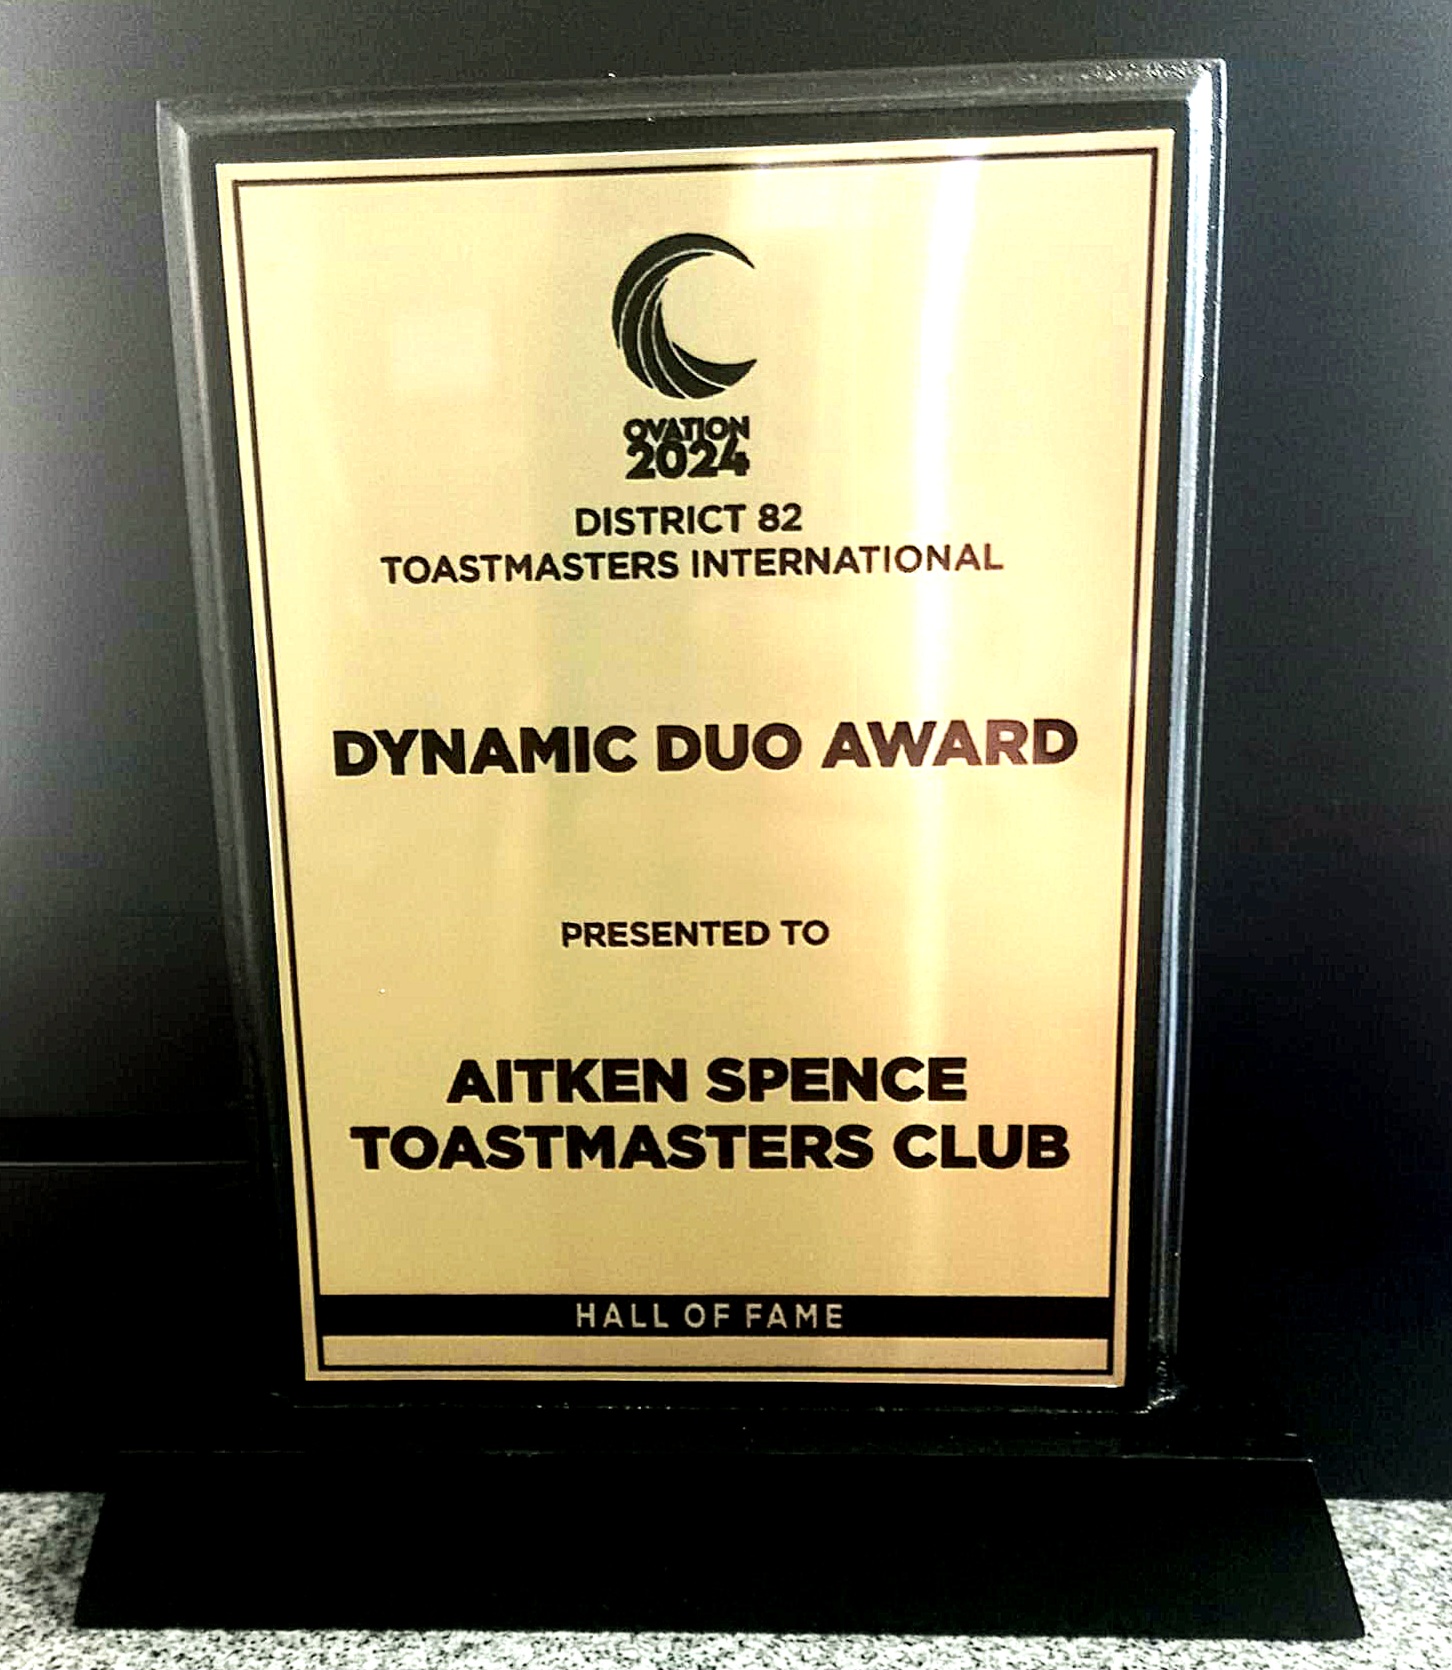 OVATION
2024
DISTRICT 82
TOASTMASTERS INTERNATIONAL
DYNAMIC DUO AWARD
PRESENTED TO
AITKEN SPENCE
TOASTMASTERS CLUB
HALL OF FAME